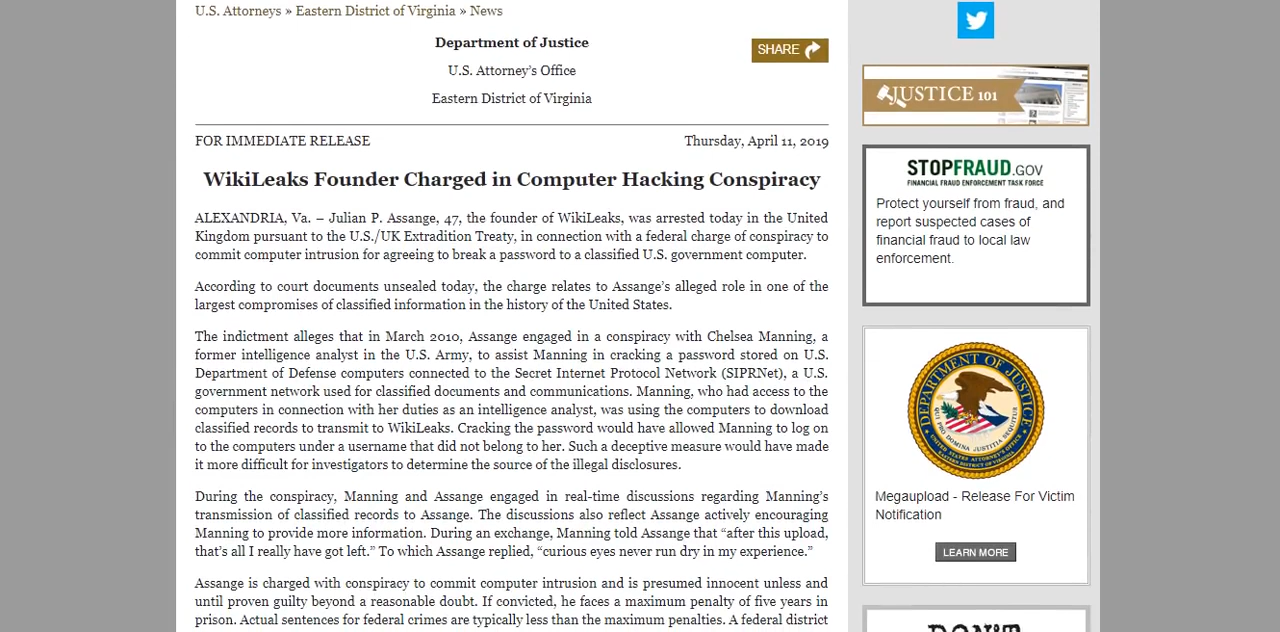 U.S. Attorneys » Eastern District of Virginia » News
Department of Justice
SHARE
U.S. Attorney's Office
Eastern District of Virginia
FOR IMMEDIATE RELEASE
Thursday, April 11, 2019
WikiLeaks Founder Charged in Computer Hacking Conspiracy
ALEXANDRIA, Va. – Julian P. Assange, 47, the founder of WikiLeaks, was arrested today in the United
Kingdom pursuant to the U.S./UK Extradition Treaty, in connection with a federal charge of conspiracy to
commit computer intrusion for agreeing to break a password to a classified U.S. government computer.
According to court documents unsealed today, the charge relates to Assange's alleged role in one of the
largest compromises of classified information in the history of the United States.
The indictment alleges that in March 2010, Assange engaged in a conspiracy with Chelsea Manning, a
former intelligence analyst in the U.S. Army, to assist Manning in cracking a password stored on U.S.
Department of Defense computers connected to the Secret Internet Protocol Network (SIPRNet), a U.S.
government network used for classified documents and communications. Manning, who had access to the
computers in connection with her duties as an intelligence analyst, was using the computers to download
classified records to transmit to WikiLeaks. Cracking the password would have allowed Manning to log on
to the computers under a username that did not belong to her. Such a deceptive measure would have made
it more difficult for investigators to determine the source of the illegal disclosures.
During the conspiracy, Manning and Assange engaged in real-time discussions regarding Manning's
transmission of classified records to Assange. The discussions also reflect Assange actively encouraging
Manning to provide more information. During an exchange, Manning told Assange that “after this upload,
that's all I really have got left.” To which Assange replied, “curious eyes never run dry in my experience.”
Assange is charged with conspiracy to commit computer intrusion and is presumed innocent unless and
until proven guilty beyond a reasonable doubt. If convicted, he faces a maximum penalty of five years in
prison. Actual sentences for federal crimes are typically less than the maximum penalties. A federal district
JUSTICE 101
STOPFRAUD.GOV
FINANCIAL FRAUD ENFORCEMENT TASK FORCE
Protect yourself from fraud, and
report suspected cases of
financial fraud to local law
enforcement.
DEPARTMENT OF JUSTICE
QUI PRO DOMINA JUSTITIA SEQUITUR
UNITED STATES ATTORNEY'S OFFICE
EASTERN DISTRICT OF VIRGINIA
Megaupload - Release For Victim
Notification
LEARN MORE
DON'T